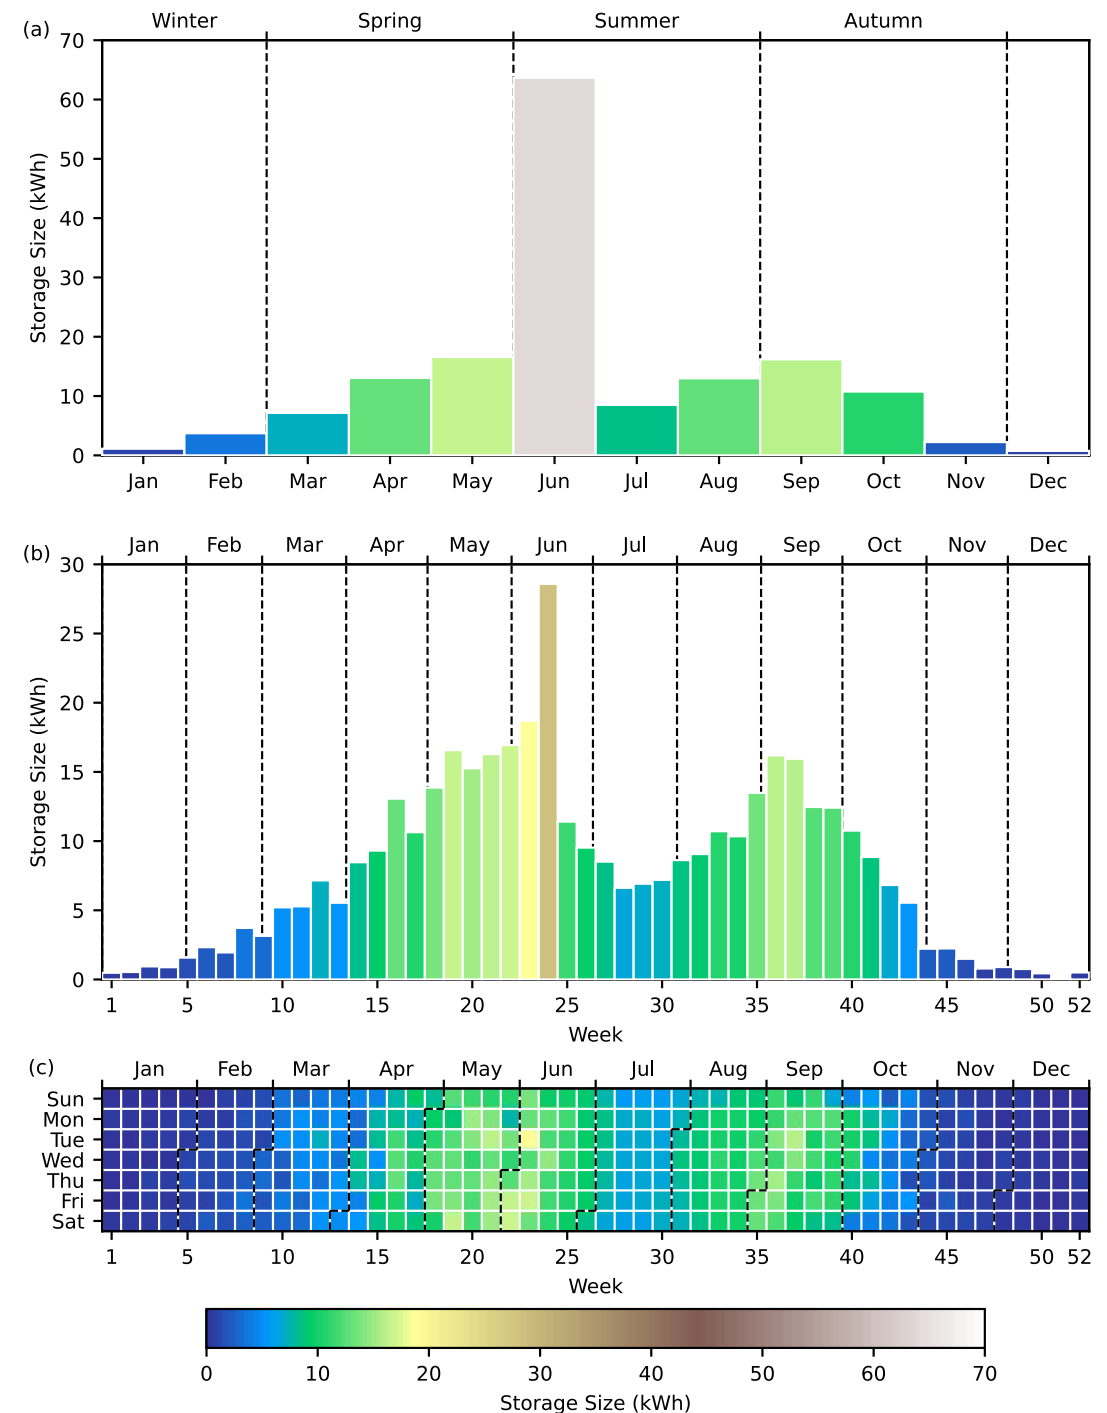 (a)
Winter Spring Summer Autumn
70
60
50
40
30
20
10
0
Storage Size (kWh)
Jan Feb Mar Apr May Jun Jul Aug Sep Oct Nov Dec
(b)
Jan Feb Mar Apr May Jun Jul Aug Sep Oct Nov Dec
30
25
20
15
10
5
0
Storage Size (kWh)
1 5 10 15 20 25 30 35 40 45 50 52
Week
(c)
Jan Feb Mar Apr May Jun Jul Aug Sep Oct Nov Dec
Sun
Mon
Tue
Wed
Thu
Fri
Sat
1 5 10 15 20 25 30 35 40 45 50 52
Week
0 10 20 30 40 50 60 70
Storage Size (kWh)